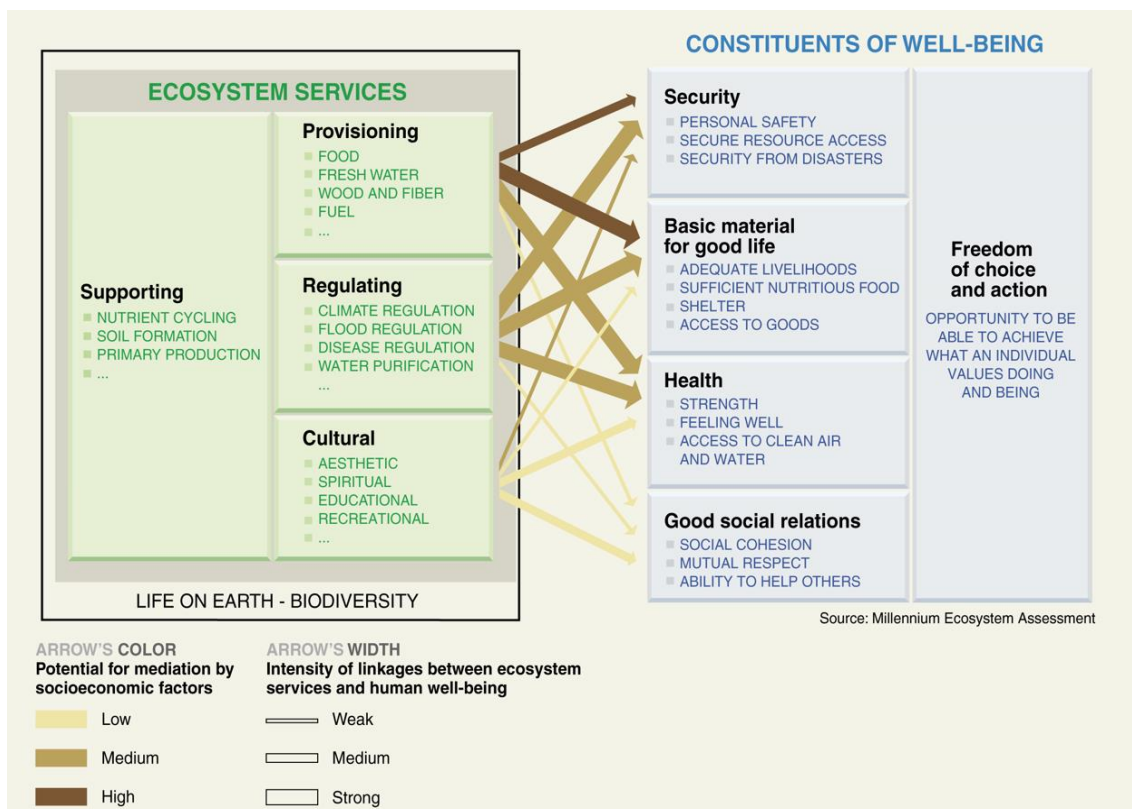 CONSTITUENTS OF WELL-BEING
ECOSYSTEM SERVICES
Supporting
NUTRIENT CYCLING
SOIL FORMATION
PRIMARY PRODUCTION
...
Provisioning
FOOD
FRESH WATER
WOOD AND FIBER
FUEL
...
Regulating
CLIMATE REGULATION
FLOOD REGULATION
DISEASE REGULATION
WATER PURIFICATION
...
Cultural
AESTHETIC
SPIRITUAL
EDUCATIONAL
RECREATIONAL
...
LIFE ON EARTH - BIODIVERSITY
Security
PERSONAL SAFETY
SECURE RESOURCE ACCESS
SECURITY FROM DISASTERS
Basic material
for good life
ADEQUATE LIVELIHOODS
SUFFICIENT NUTRITIOUS FOOD
SHELTER
ACCESS TO GOODS
Health
STRENGTH
FEELING WELL
ACCESS TO CLEAN AIR
AND WATER
Good social relations
SOCIAL COHESION
MUTUAL RESPECT
ABILITY TO HELP OTHERS
Freedom
of choice
and action
OPPORTUNITY TO BE
ABLE TO ACHIEVE
WHAT AN INDIVIDUAL
VALUES DOING
AND BEING
Source: Millennium Ecosystem Assessment
ARROW'S COLOR
Potential for mediation by
socioeconomic factors
Low
Medium
High
ARROW'S WIDTH
Intensity of linkages between ecosystem
services and human well-being
Weak
Medium
Strong